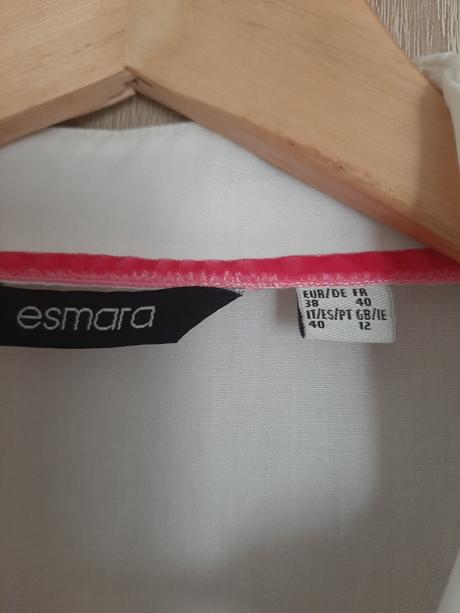 esmara
EUR/DE FR
38 40
IT/ES/PT GB/IE
40 12